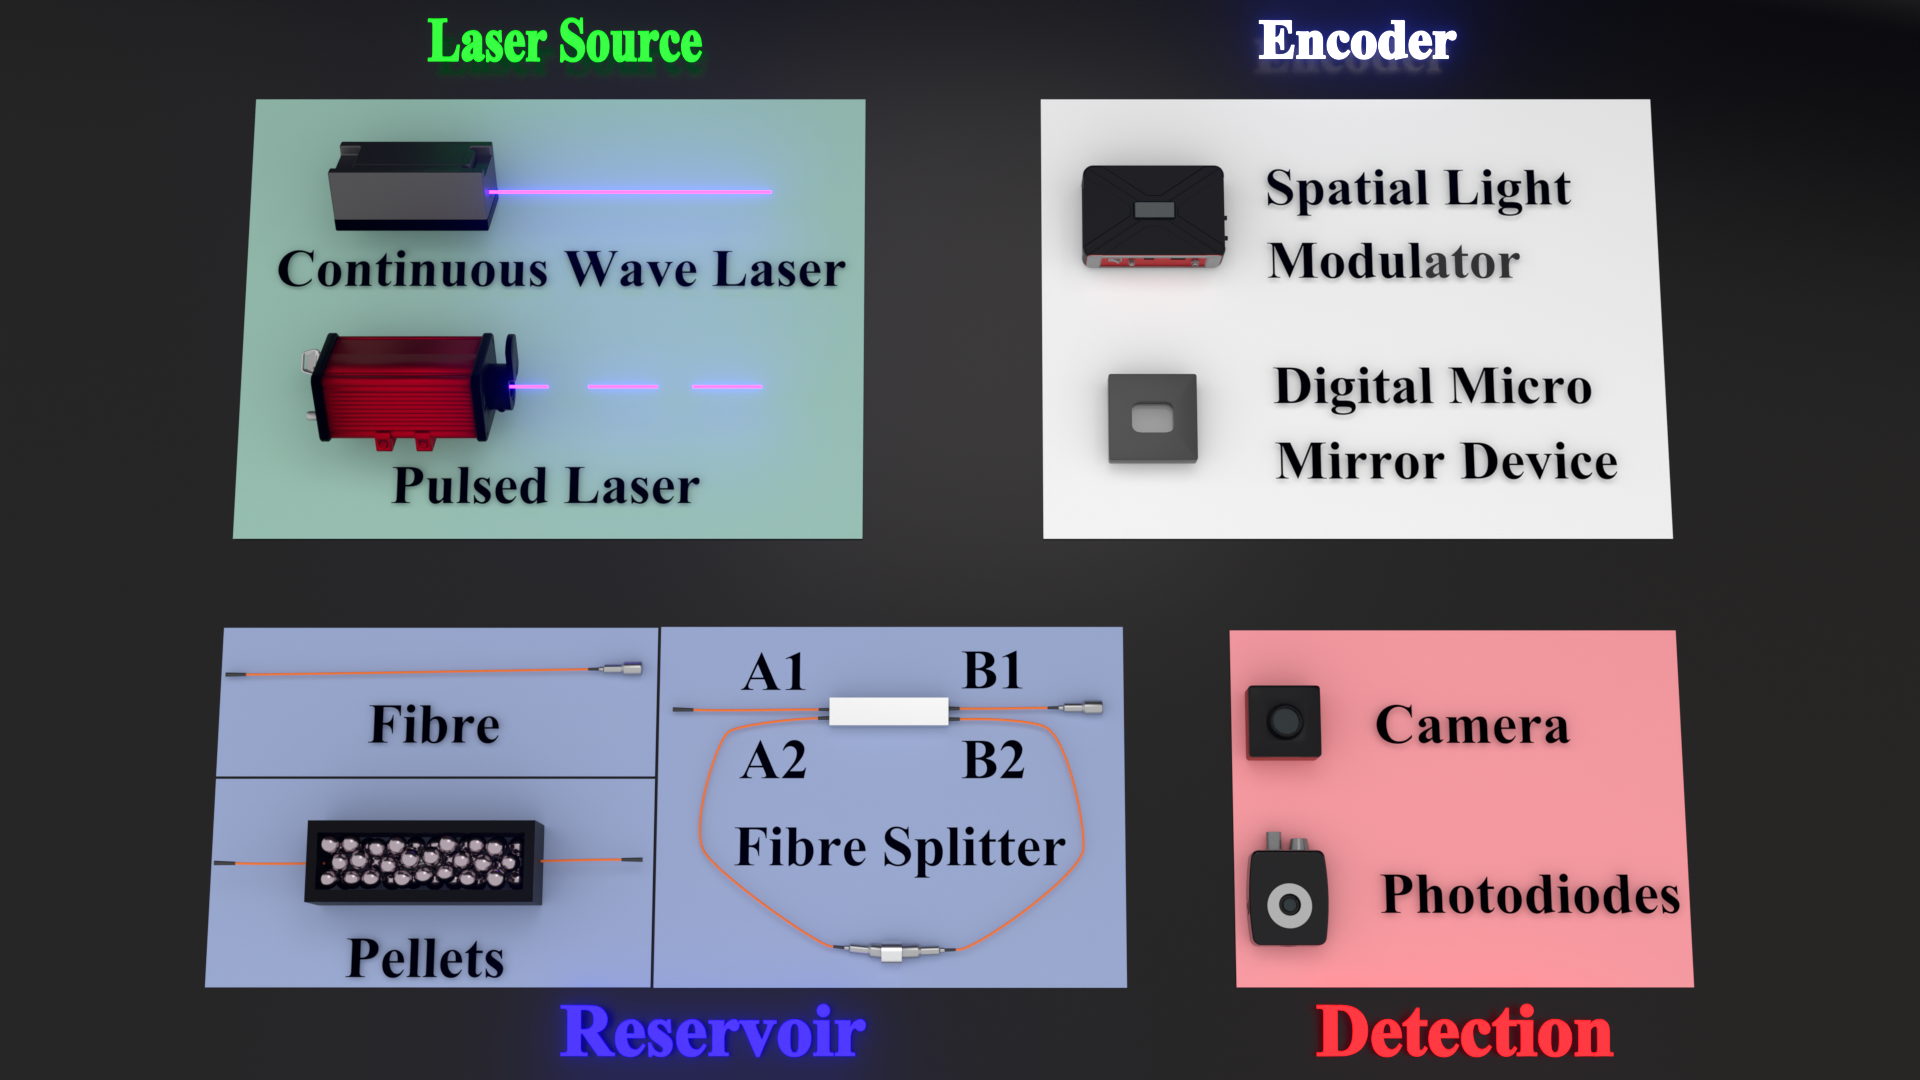 Laser Source
Continuous Wave Laser
Pulsed Laser
Encoder
Spatial Light
Modulator
Digital Micro
Mirror Device
Fibre
Pellets
A1
B1
A2
B2
Fibre Splitter
Reservoir
Camera
Photodiodes
Detection